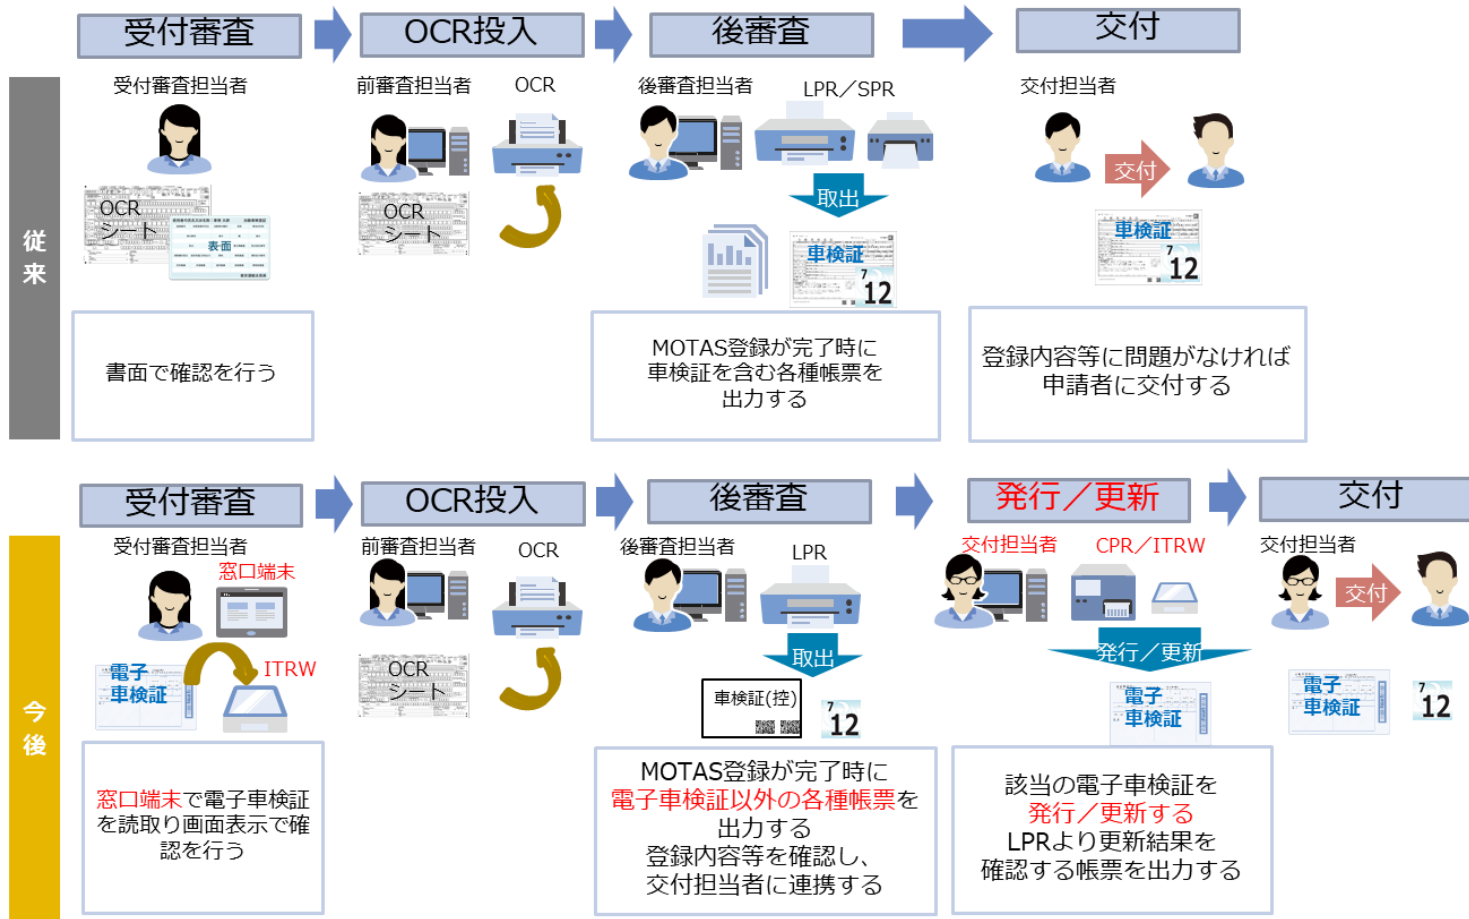 受付審査
OCR投入
後審査
交付
従来
受付審査担当者
前審査担当者
OCR
後審査担当者
LPR／SPR
交付担当者
交付
OCR
シート
表面
OCR
シート
取出
車検証
7
12
車検証
7
12
書面で確認を行う
MOTAS登録が完了時に
車検証を含む各種帳票を
出力する
登録内容等に問題がなければ
申請者に交付する
受付審査
OCR投入
後審査
発行／更新
交付
今後
受付審査担当者
窓口端末
前審査担当者
OCR
後審査担当者
LPR
交付担当者
CPR／ITRW
交付担当者
交付
電子
車検証
ITRW
OCR
シート
取出
車検証(控)
7
12
発行／更新
電子
車検証
電子
車検証
7
12
窓口端末で電子車検証
を読取り画面表示で確
認を行う
MOTAS登録が完了時に
電子車検証以外の各種帳票を
出力する
登録内容等を確認し、
交付担当者に連携する
該当の電子車検証を
発行／更新する
LPRより更新結果を
確認する帳票を出力する